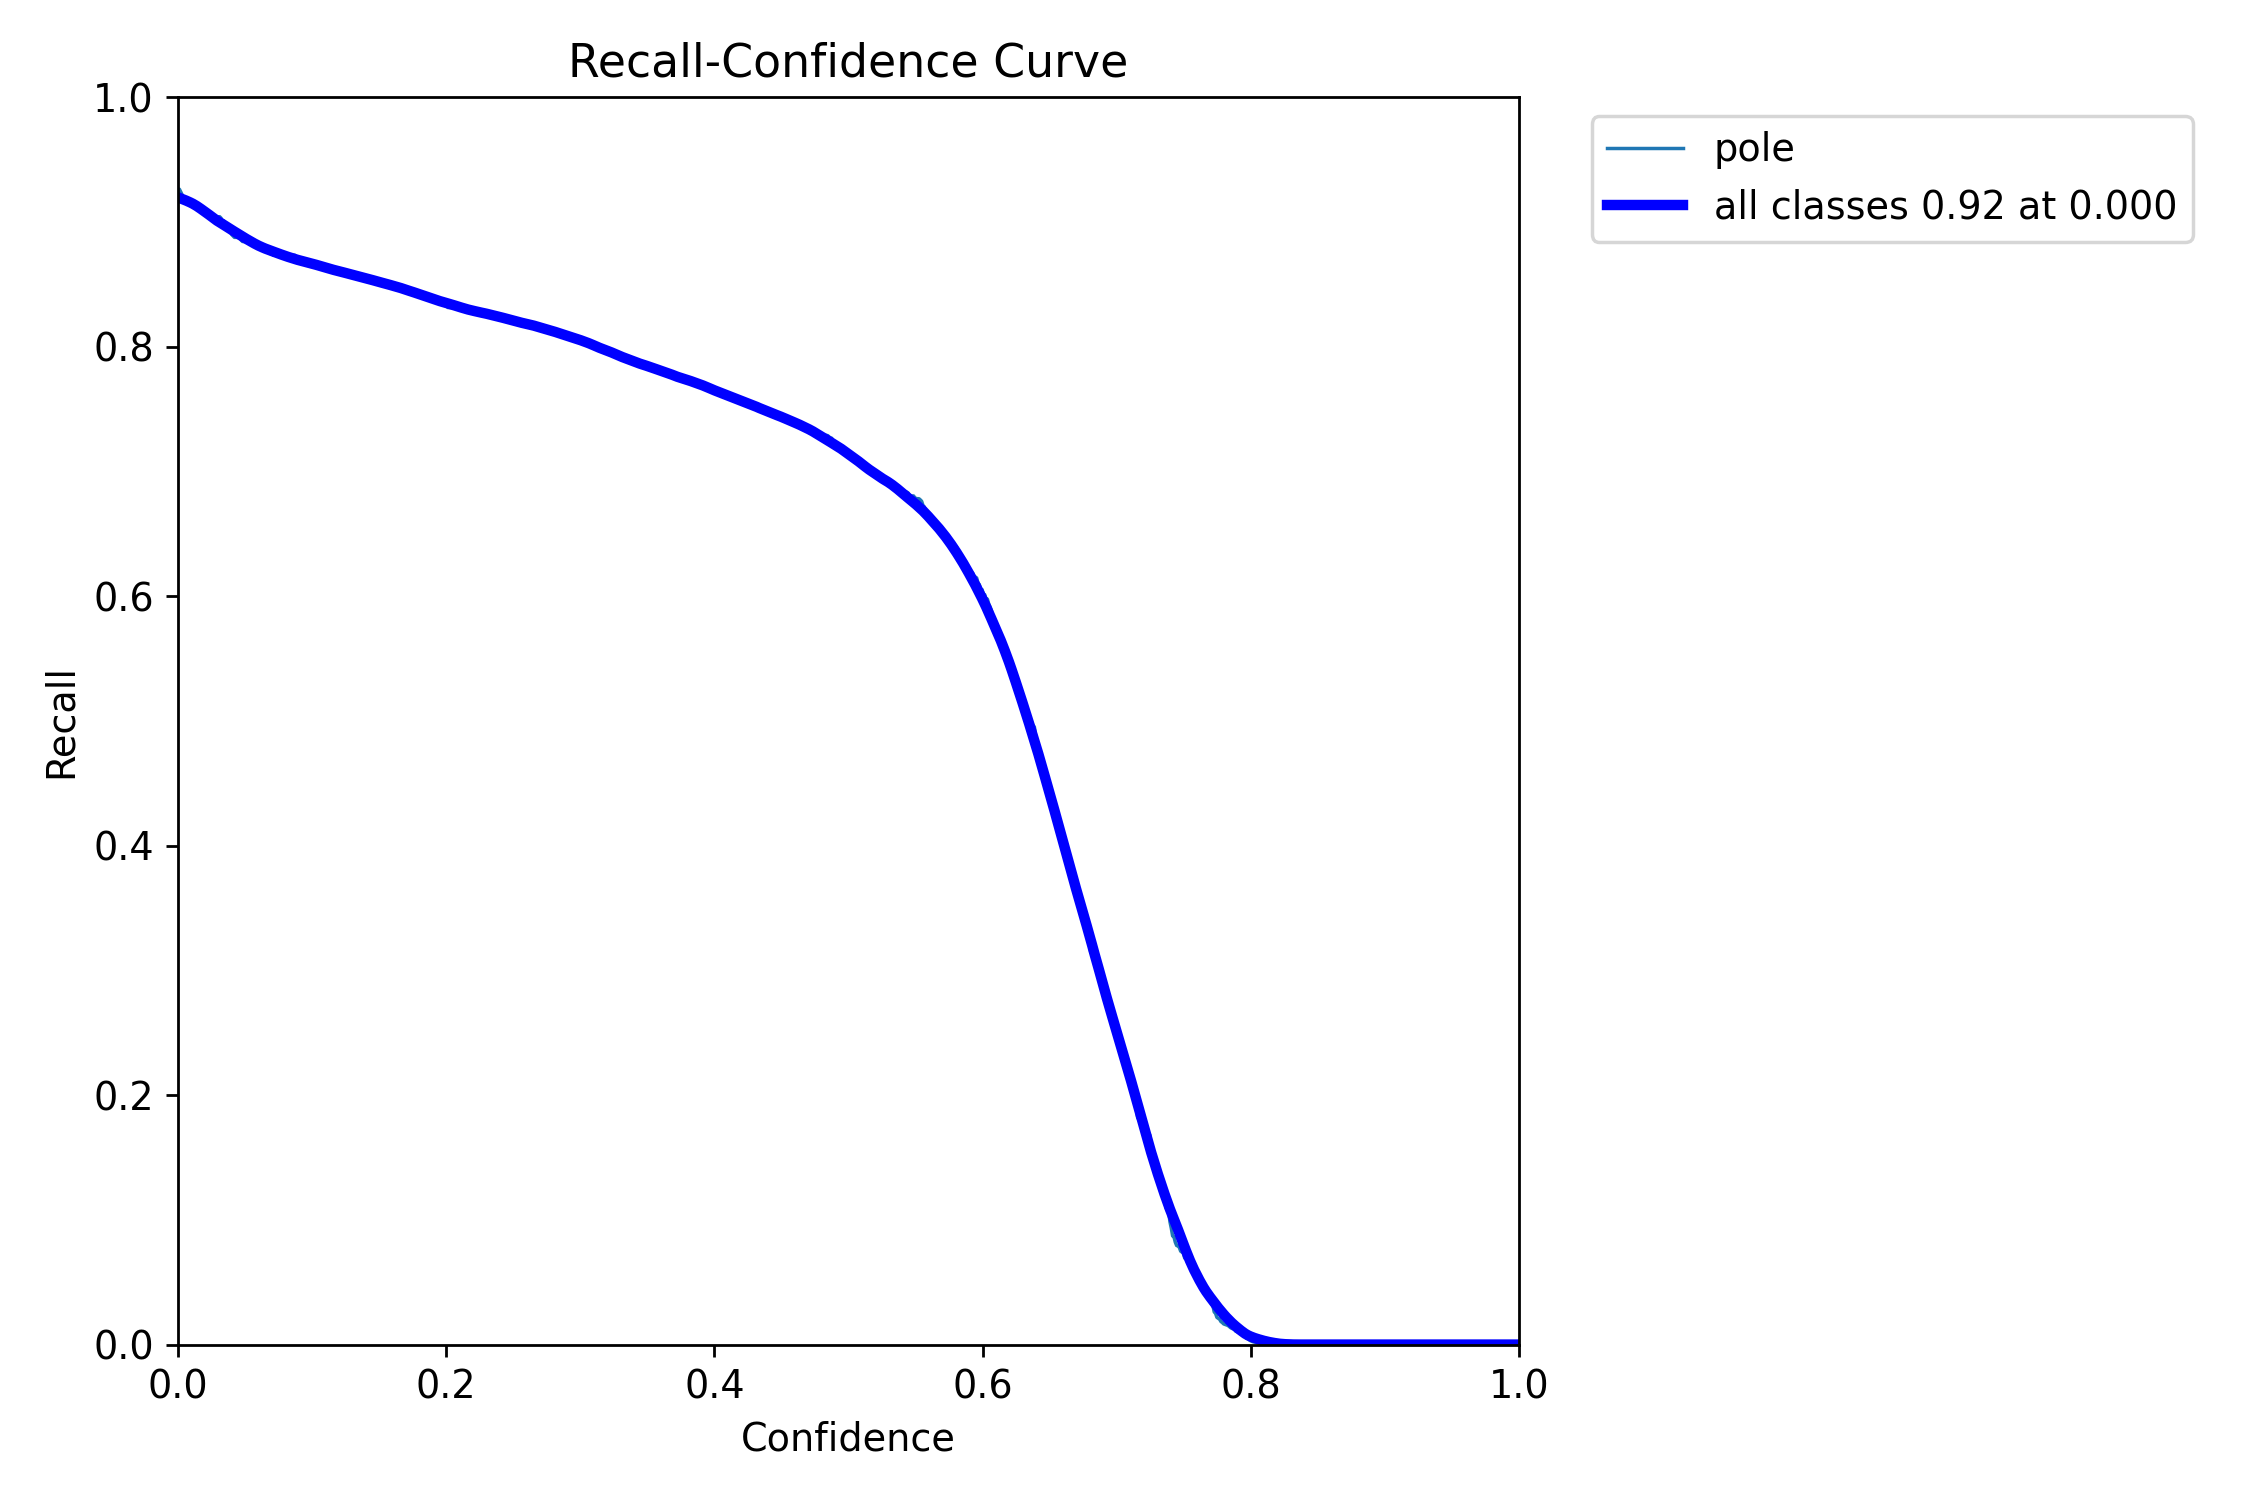 Recall-Confidence Curve
1.0
0.8
0.6
0.4
0.2
0.0
Recall
0.0 0.2 0.4 0.6 0.8 1.0
Confidence
pole
all classes 0.92 at 0.000